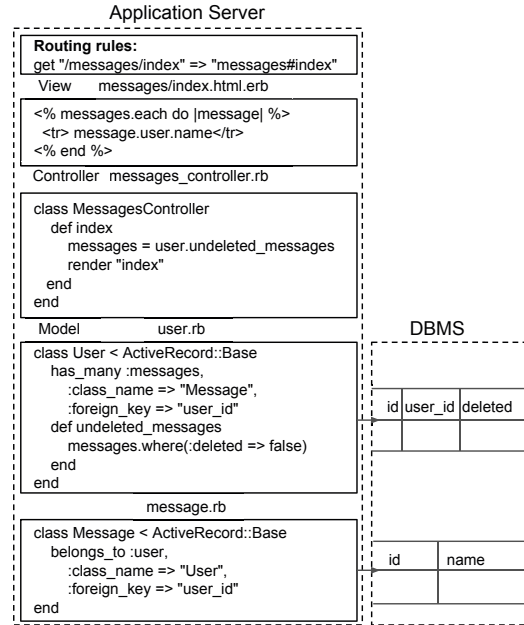 Application Server
Routing rules:
get "/messages/index" => "messages#index"
View messages/index.html.erb
<% messages.each do |message| %>
<tr> message.user.name</tr>
<% end %>
Controller messages_controller.rb
class MessagesController
def index
messages = user.undeleted_messages
render "index"
end
end
Model user.rb
class User < ActiveRecord::Base
has_many :messages,
:class_name => "Message",
:foreign_key => "user_id"
def undeleted_messages
messages.where(:deleted => false)
end
end
message.rb
class Message < ActiveRecord::Base
belongs_to :user,
:class_name => "User",
:foreign_key => "user_id"
end
DBMS
id user_id deleted
id name